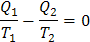 Q₁/T₁ − Q₂/T₂ = 0